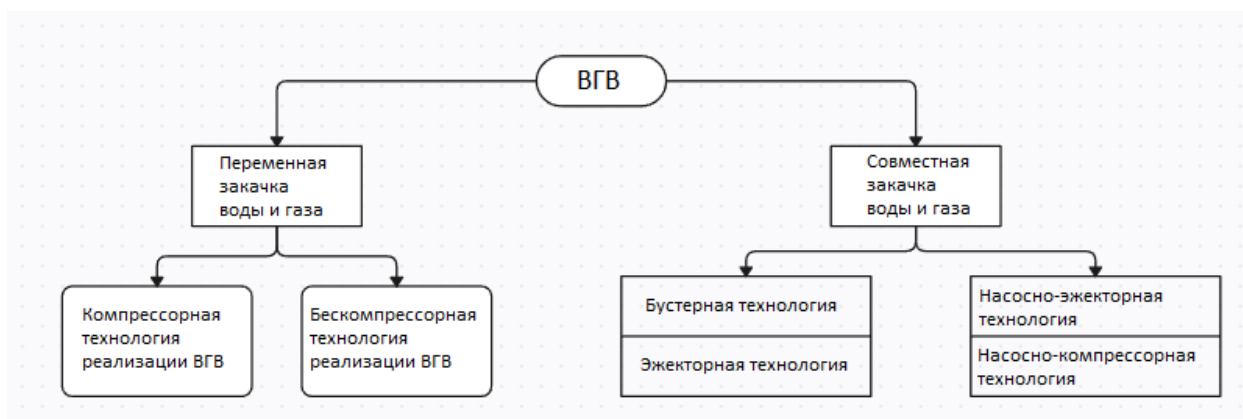 ВГВ
Переменная
закачка
воды и газа
Совместная
закачка
воды и газа
Компрессорная
технология
реализации ВГВ
Бескомпрессорная
технология
реализации ВГВ
Бустерная технология
Эжекторная технология
Насосно-эжекторная
технология
Насосно-компрессорная
технология